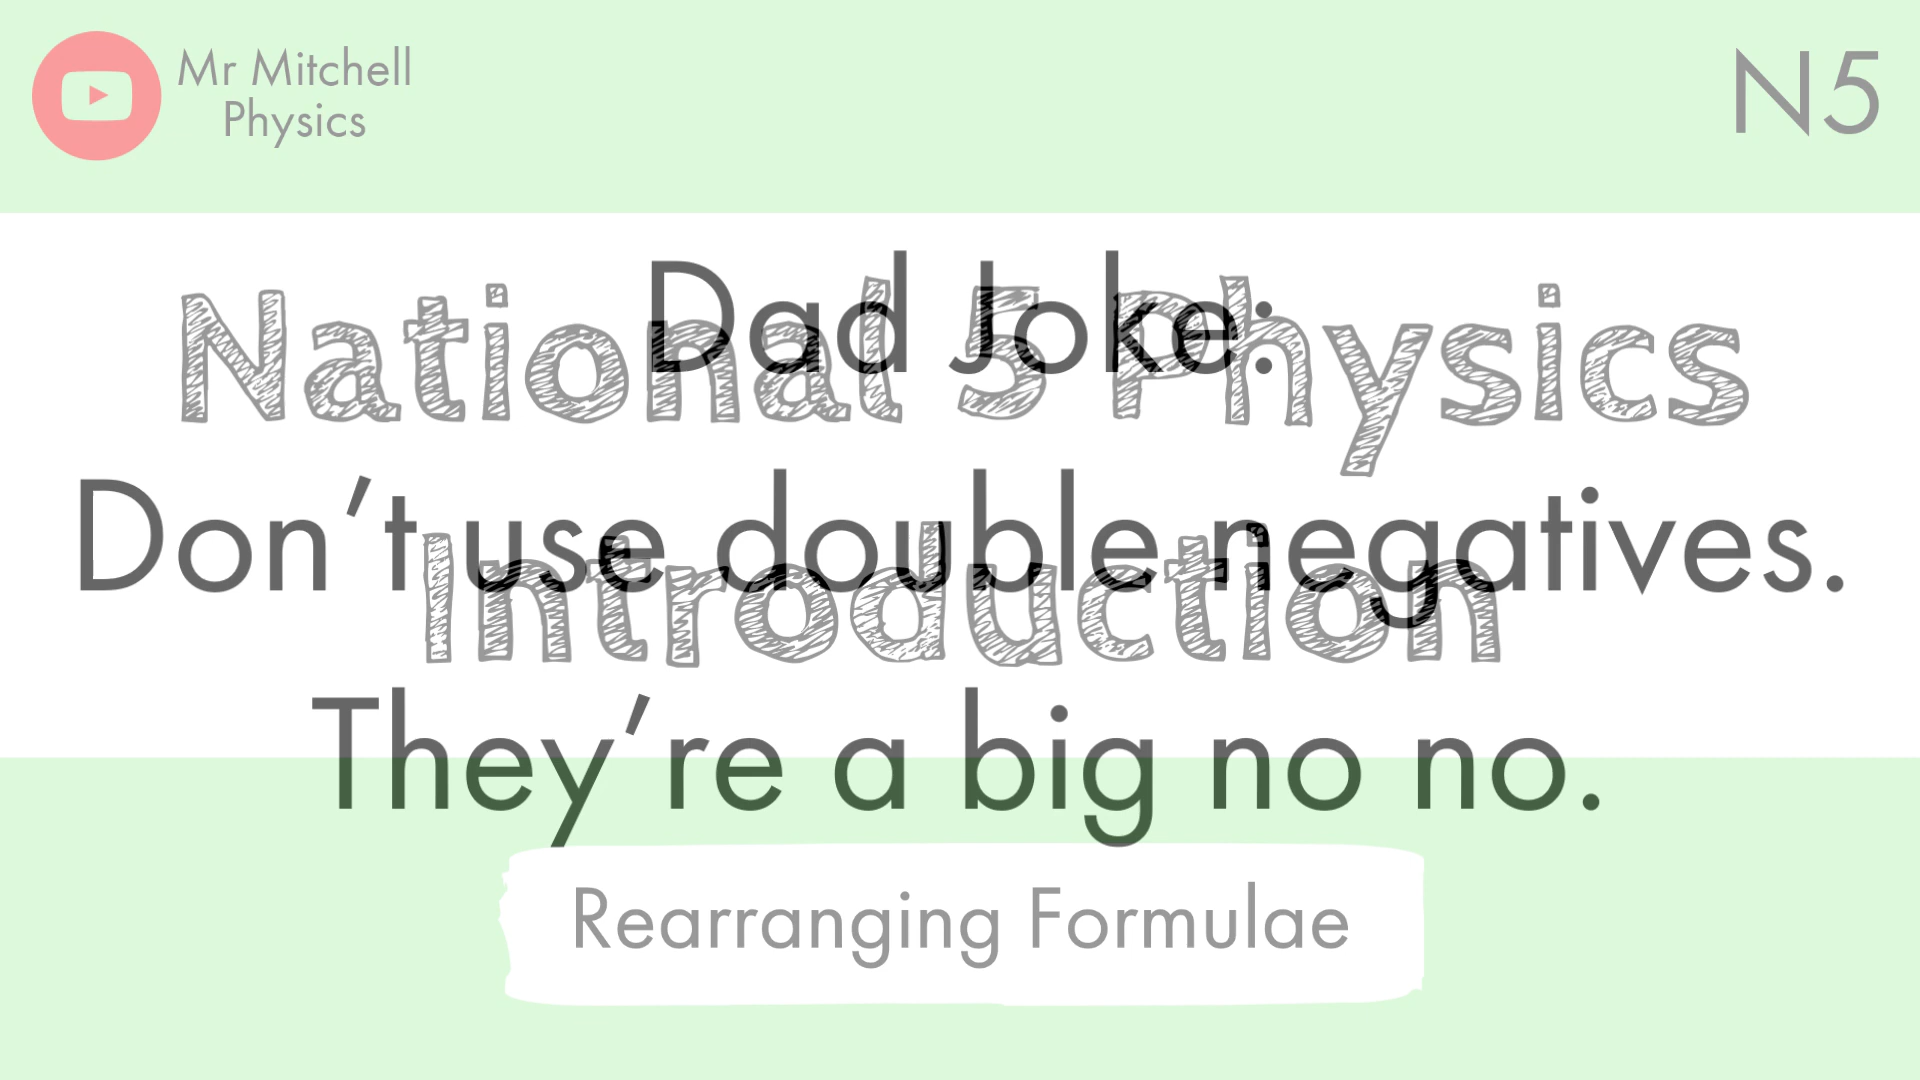 Mr Mitchell
Physics
N5
Dad Joke:
National 5 Physics
Don’t use double negatives.
Introduction
They’re a big no no.
Rearranging Formulae